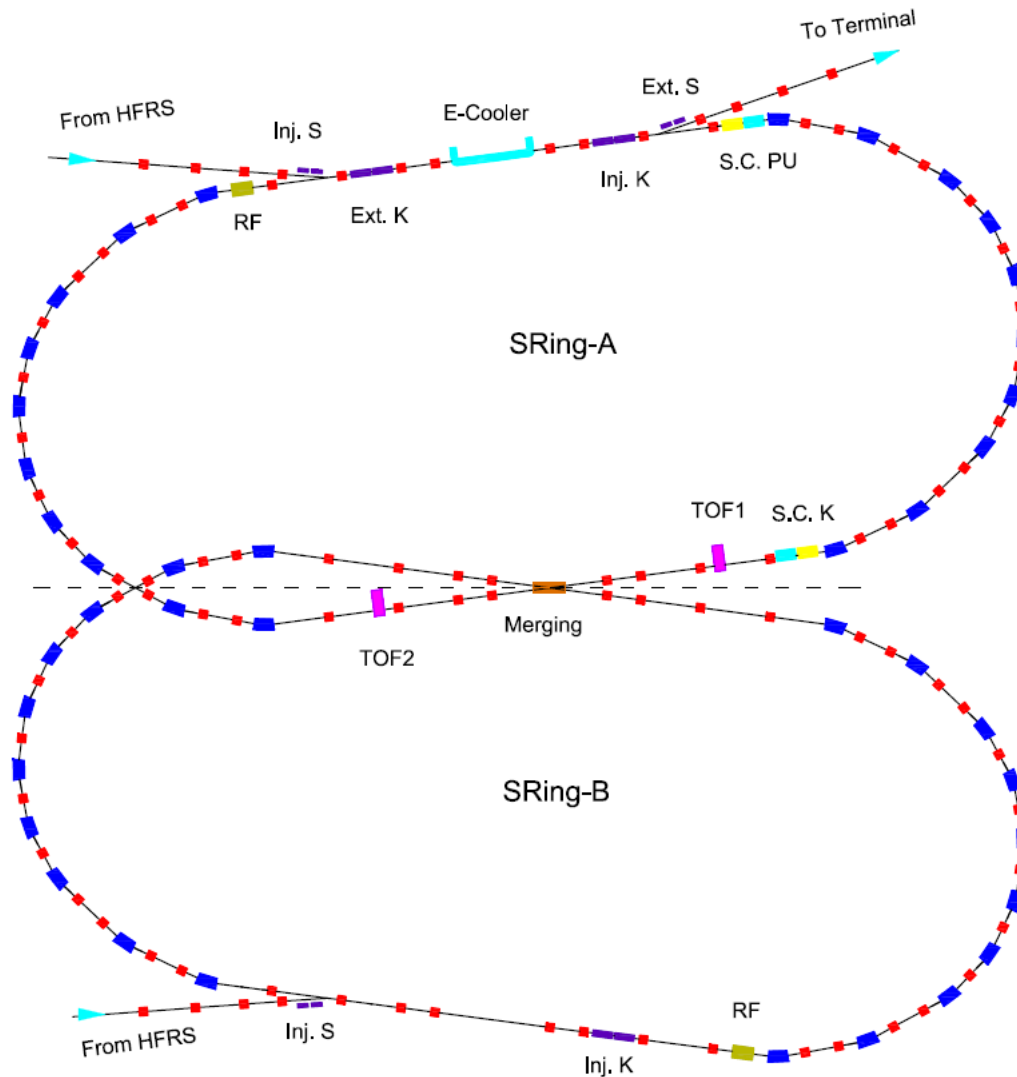 To Terminal
Ext. S
From HFRS
E-Cooler
Inj. S
S.C. PU
Inj. K
RF
Ext. K
SRing-A
TOF1
S.C. K
Merging
TOF2
SRing-B
RF
Inj. S
From HFRS
Inj. K